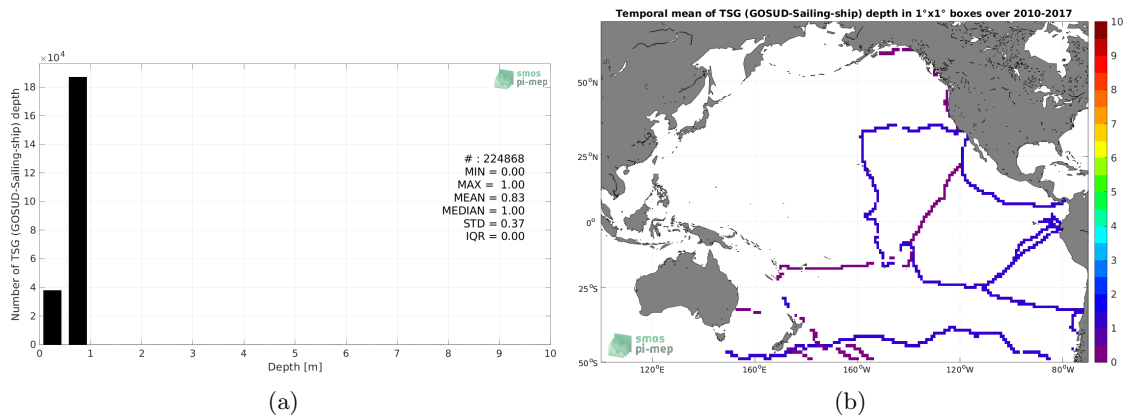 ×10⁴
18
16
14
12
10
8
6
4
2
0
Number of TSG (GOSUD-Sailing-ship) depth
smos
pi-mep
# : 224868
MIN = 0.00
MAX = 1.00
MEAN = 0.83
MEDIAN = 1.00
STD = 0.37
IQR = 0.00
0 1 2 3 4 5 6 7 8 9 10
Depth [m]
(a)
Temporal mean of TSG (GOSUD-Sailing-ship) depth in 1°x1° boxes over 2010-2017
50°N
25°N
0°
25°S
50°S
smos
pi-mep
120°E 160°E 160°W 120°W 80°W
10
9
8
7
6
5
4
3
2
1
0
(b)